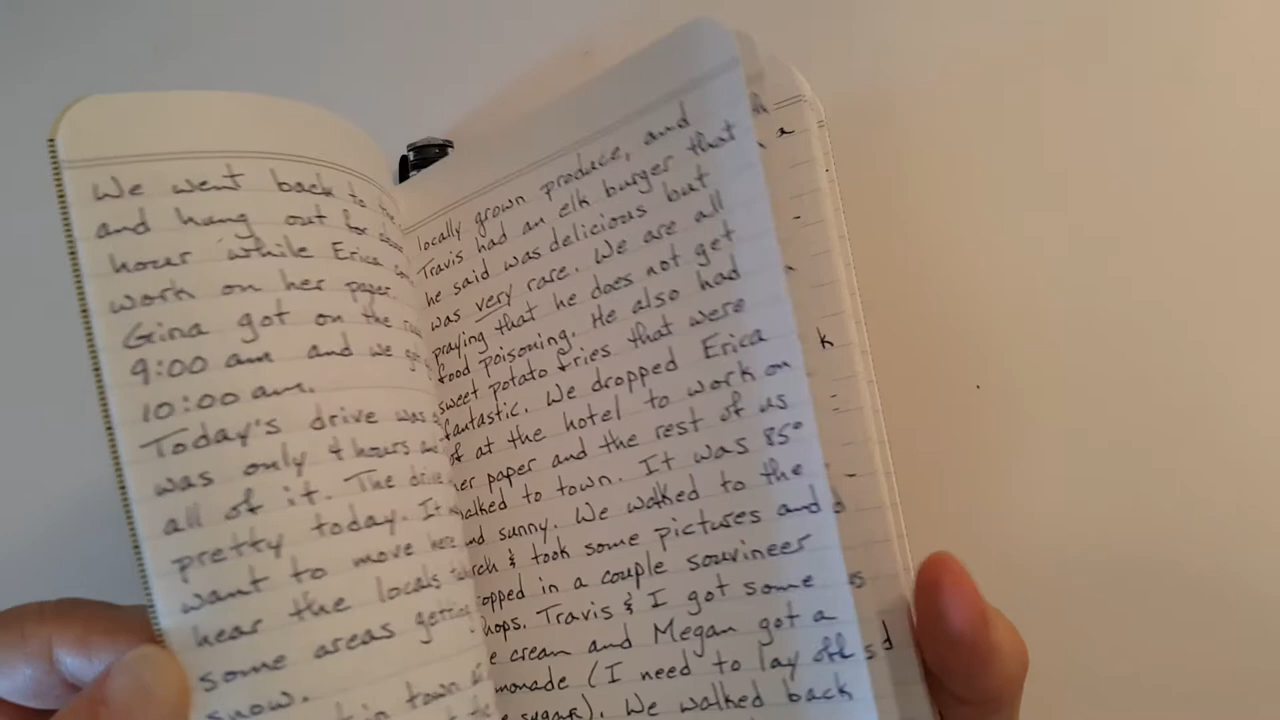 We went back to the
and hang out for
hour while Erica
work on her paper.
Gina got on the
9:00 am and we
10:00 am.
Today's drive was
was only 4 hours
all of it. The drive
pretty today. It
want to move here
hear the locals
some areas getting
snow.
in town
locally grown produce, and
Travis had an elk burger that
he said was delicious but
was very rare. We are all
praying that he does not get
food poisoning. He also had
sweet potato fries that were
fantastic. We dropped Erica
of at the hotel to work on
her paper and the rest of us
walked to town. It was 85°
and sunny. We walked to the
& took some pictures and
in a couple souvineer
Travis & I got some
cream and Megan got a
(I need to lay off
sugar). We walked back